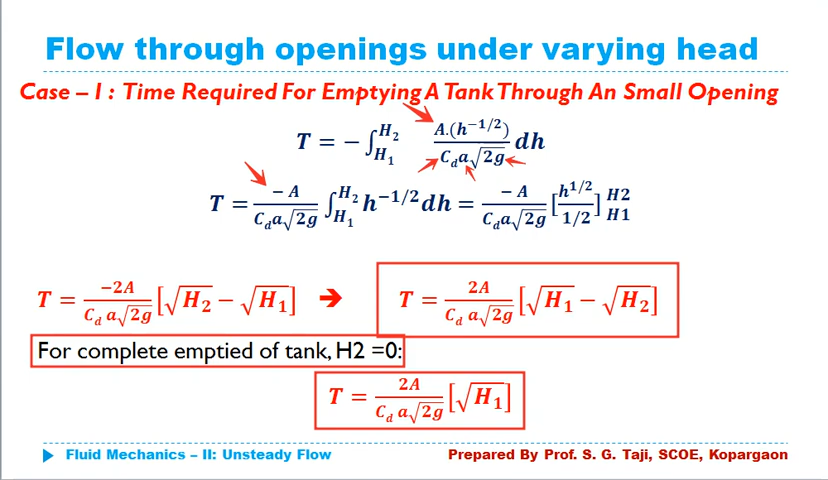 Flow through openings under varying head
Case – 1 : Time Required For Emptying A Tank Through An Small Opening
T = − ∫_{H₁}^{H₂} A.(h^{−1/2}) / (C_d a√2g) dh
T = −A / (C_d a√2g) ∫_{H₁}^{H₂} h^{−1/2} dh = −A / (C_d a√2g) [h^{1/2} / 1/2] H2 H1
T = −2A / (C_d a√2g) [√H₂ − √H₁] ➔ T = 2A / (C_d a√2g) [√H₁ − √H₂]
For complete emptied of tank, H2 =0:
T = 2A / (C_d a√2g) [√H₁]
Fluid Mechanics – II: Unsteady Flow
Prepared By Prof. S. G. Taji, SCOE, Kopargaon